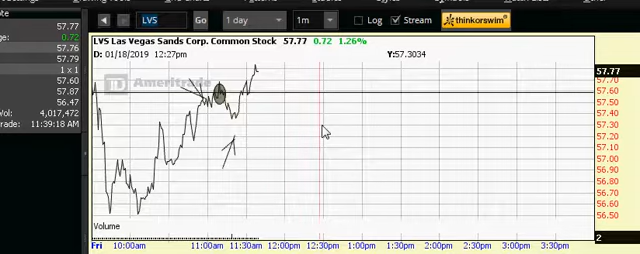 LVS Go 1 day 1m Log Stream thinkorswim
57.77 LVS Las Vegas Sands Corp. Common Stock 57.77 0.72 1.26%
ge: 0.72 D: 01/18/2019 12:27pm Y:57.3034
57.76
57.79
1 x 1
57.60
57.87
56.47
Vol: 4,017,472
rade: 11:39:18 AM
TD Ameritrade
57.77
57.60
57.50
57.40
57.30
57.20
57.10
57.00
56.90
56.80
56.70
56.60
56.50
Volume
2
Fri 10:00am 11:00am 11:30am 12:00pm 12:30pm 1:00pm 1:30pm 2:00pm 2:30pm 3:00pm 3:30pm